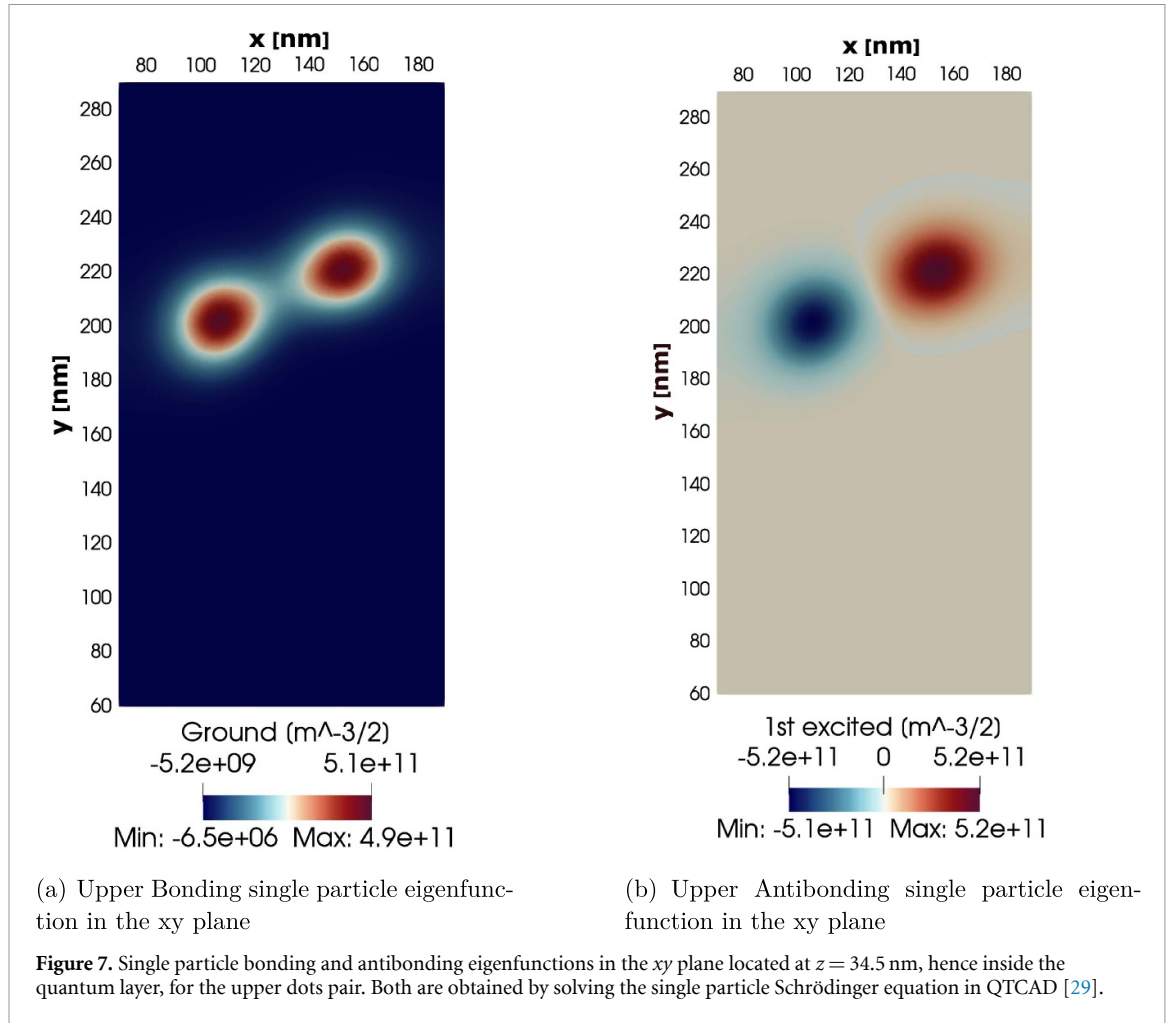 x [nm]
80 100 120 140 160 180
280
260
240
220
200
180
160
140
120
100
80
60
y [nm]
Ground (m^-3/2]
-5.2e+09 5.1e+11
Min: -6.5e+06 Max: 4.9e+11
x [nm]
80 100 120 140 160 180
280
260
240
220
200
180
160
140
120
100
80
60
y [nm]
1st excited (m^-3/2]
-5.2e+11 0 5.2e+11
Min: -5.1e+11 Max: 5.2e+11
(a) Upper Bonding single particle eigenfunc-
tion in the xy plane
(b) Upper Antibonding single particle eigen-
function in the xy plane
Figure 7. Single particle bonding and antibonding eigenfunctions in the xy plane located at z = 34.5 nm, hence inside the
quantum layer, for the upper dots pair. Both are obtained by solving the single particle Schrödinger equation in QTCAD [29].